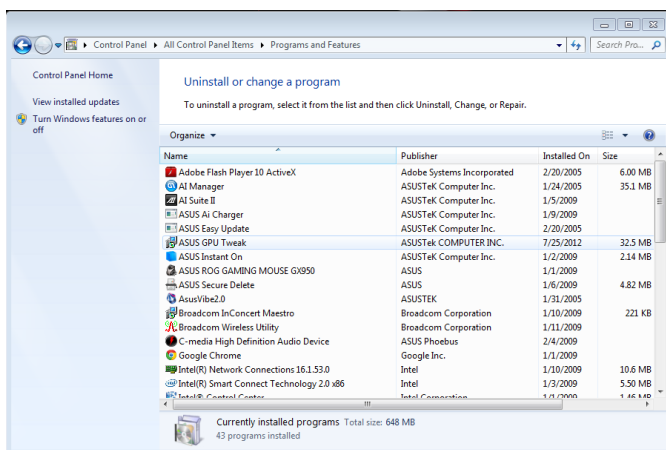 Control Panel ▸ All Control Panel Items ▸ Programs and Features
Search Pro...
Control Panel Home
View installed updates
Turn Windows features on or
off
Uninstall or change a program
To uninstall a program, select it from the list and then click Uninstall, Change, or Repair.
Organize
Name Publisher Installed On Size
Adobe Flash Player 10 ActiveX Adobe Systems Incorporated 2/20/2005 6.00 MB
AI Manager ASUSTeK Computer Inc. 1/24/2005 35.1 MB
AI Suite II ASUSTeK Computer Inc. 1/5/2009
ASUS Ai Charger ASUSTeK Computer Inc. 1/9/2009
ASUS Easy Update ASUSTeK Computer Inc. 2/20/2005
ASUS GPU Tweak ASUSTek COMPUTER INC. 7/25/2012 32.5 MB
ASUS Instant On ASUSTeK Computer Inc. 1/2/2009 2.14 MB
ASUS ROG GAMING MOUSE GX950 ASUS 1/1/2009
ASUS Secure Delete ASUS 1/6/2009 4.82 MB
AsusVibe2.0 ASUSTEK 1/31/2005
Broadcom InConcert Maestro Broadcom Corporation 1/10/2009 221 KB
Broadcom Wireless Utility Broadcom Corporation 1/11/2009
C-media High Definition Audio Device ASUS Phoebus 2/4/2009
Google Chrome Google Inc. 1/1/2009
Intel(R) Network Connections 16.1.53.0 Intel 1/10/2009 10.6 MB
Intel(R) Smart Connect Technology 2.0 x86 Intel 1/3/2009 5.50 MB
Intel® Control Center Intel Corporation 1/1/2009 1.46 MB
Currently installed programs Total size: 648 MB
43 programs installed